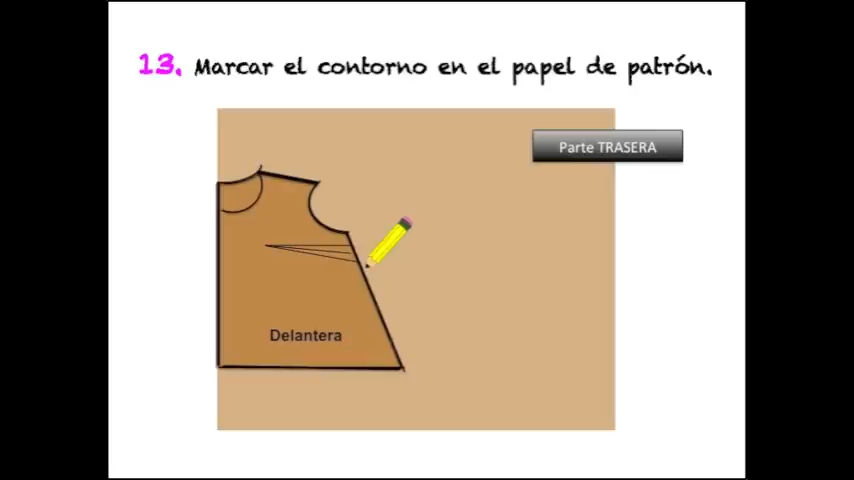 13. Marcar el contorno en el papel de patrón.
Parte TRASERA
Delantera